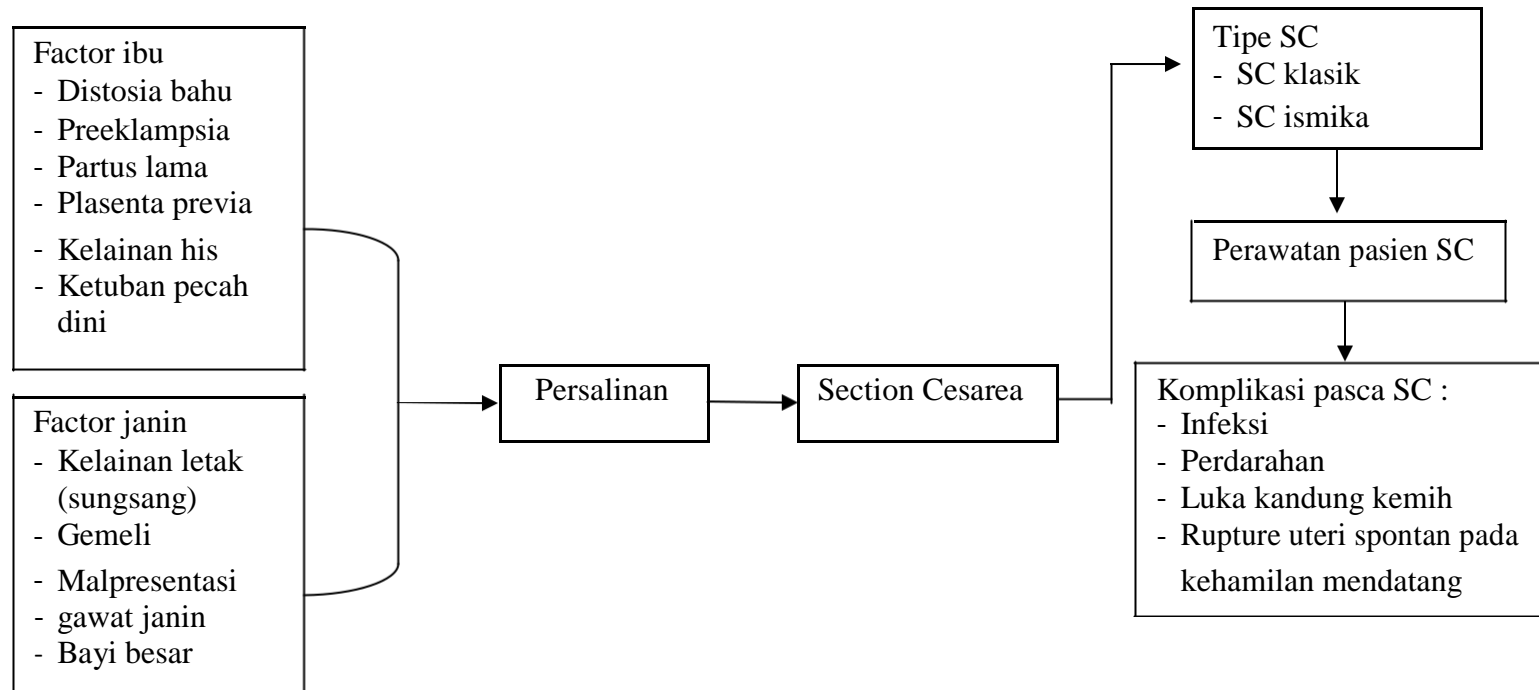 Factor ibu
- Distosia bahu
- Preeklampsia
- Partus lama
- Plasenta previa
- Kelainan his
- Ketuban pecah
dini
Factor janin
- Kelainan letak
(sungsang)
- Gemeli
- Malpresentasi
- gawat janin
- Bayi besar
Persalinan
Section Cesarea
Tipe SC
- SC klasik
- SC ismika
Perawatan pasien SC
Komplikasi pasca SC :
- Infeksi
- Perdarahan
- Luka kandung kemih
- Rupture uteri spontan pada
kehamilan mendatang